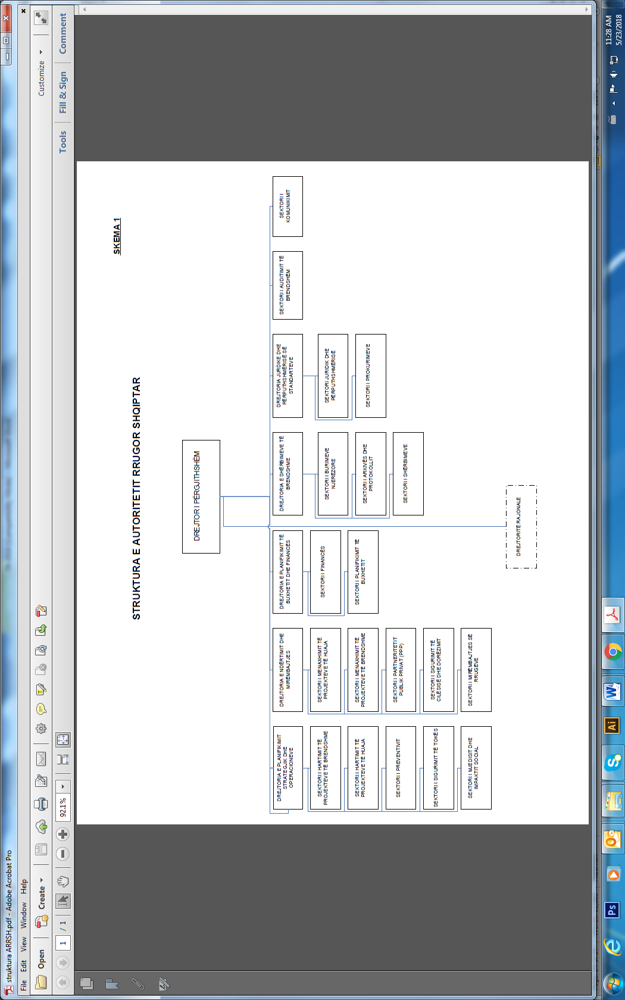 struktura ARRSH.pdf - Adobe Acrobat Pro
File Edit View Window Help
Open
Create
Customize
1
/ 1
92.1%
Tools
Fill & Sign
Comment
SKEMA 1
STRUKTURA E AUTORITETIT RRUGOR SHQIPTAR
DREJTOR I PËRGJITHSHËM
DREJTORIA E PLANIFIKIMIT
STRATEGJIK DHE
OPERACIONEVE
SEKTORI I HARTIMIT TË
PROJEKTEVE TË BRENDSHME
SEKTORI I HARTIMIT TË
PROJEKTEVE TË HUAJA
SEKTORI I PREVENTIVIT
SEKTORI I SIGURIMIT TË TOKËS
SEKTORI I MJEDISIT DHE
IMPAKTIT SOCIAL
DREJTORIA E NDËRTIMIT DHE
MIRËMBAJTJES
SEKTORI I MENAXHIMIT TË
PROJEKTEVE TË HUAJA
SEKTORI I MENAXHIMIT TË
PROJEKTEVE TË BRENDSHME
SEKTORI I PARTNERITETIT
PUBLIK PRIVAT (PPP)
SEKTORI I SIGURIMIT TË
CILËSISË DHE DORËZIMIT
SEKTORI I MIRËMBAJTJES SË
RRUGËVE
DREJTORIA E PLANIFIKIMIT TË
BUXHETIT DHE FINANCËS
SEKTORI I FINANCËS
SEKTORI I PLANIFIKIMIT TË
BUXHETIT
DREJTORIA E SHËRBIMEVE TË
BRENDSHME
SEKTORI I BURIMEVE
NJERËZORE
SEKTORI I ARKIVËS DHE
PROTOKOLLIT
SEKTORI I SHËRBIMEVE
DREJTORIA JURDIKE DHE
PËRPUTHSHMËRISË SË
STANDARTEVE
SEKTORI JURIDIK DHE
PËRPUTHSHMËRISË
SEKTORI I PROKURIMEVE
SEKTORI I AUDITIMIT TË
BRENDSHËM
SEKTORI I
KOMUNIKIMIT
DREJTORITË RAJONALE
11:28 AM
5/23/2018